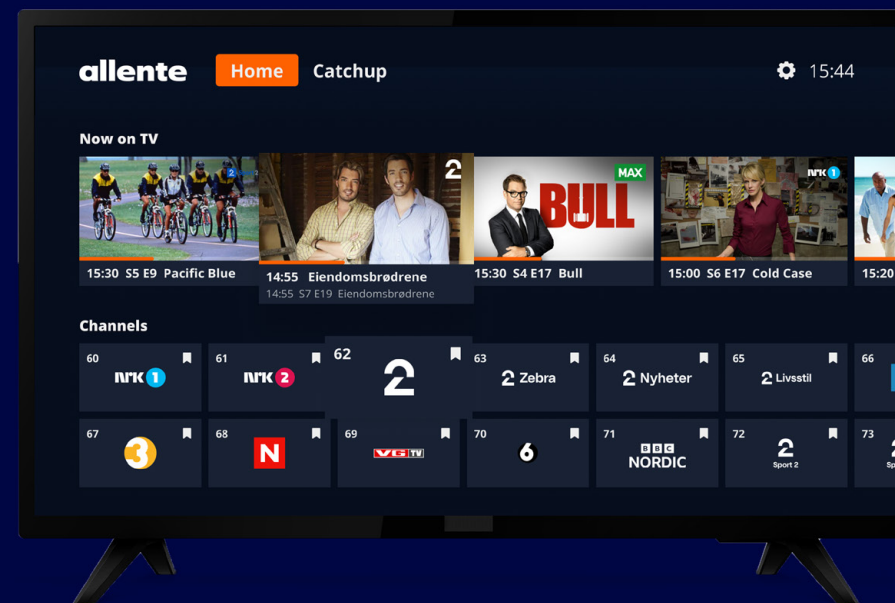 allente Home Catchup 15:44
Now on TV
2
2
MAX
BULL
NRK 1
15:30 S5 E9 Pacific Blue
14:55 Eiendomsbrødrene
14:55 S7 E19 Eiendomsbrødrene
15:30 S4 E17 Bull
15:00 S6 E17 Cold Case
15:20
Channels
60
NRK 1
61
NRK 2
62
2
63
2 Zebra
64
2 Nyheter
65
2 Livsstil
66
67
3
68
N
69
VG TV
70
6
71
BBC
NORDIC
72
2
Sport 2
73